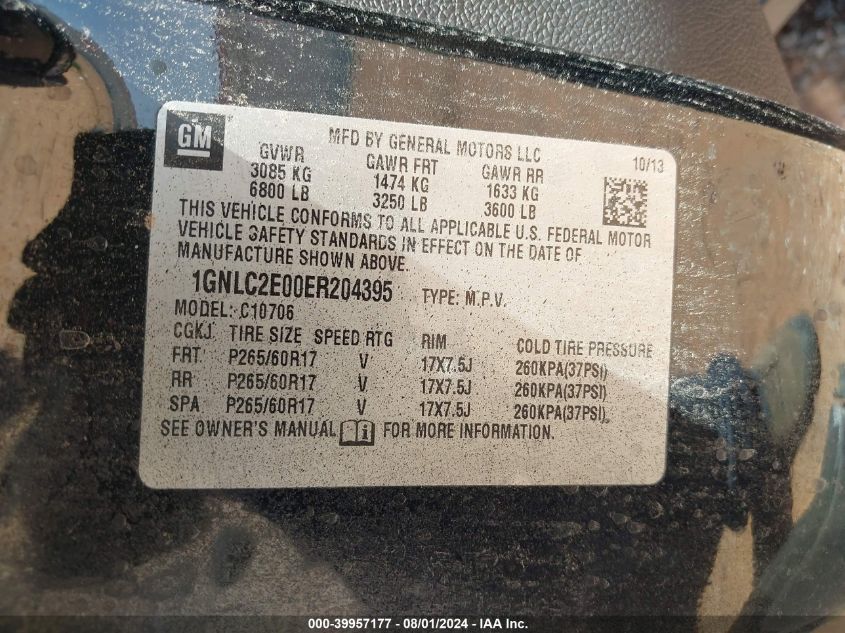 GM
MFD BY GENERAL MOTORS LLC 10/13
GVWR GAWR FRT GAWR RR
3085 KG 1474 KG 1633 KG
6800 LB 3250 LB 3600 LB
THIS VEHICLE CONFORMS TO ALL APPLICABLE U.S. FEDERAL MOTOR
VEHICLE SAFETY STANDARDS IN EFFECT ON THE DATE OF
MANUFACTURE SHOWN ABOVE.
1GNLC2E00ER204395 TYPE: M.P.V.
MODEL: C10706
CGKJ TIRE SIZE SPEED RTG RIM COLD TIRE PRESSURE
FRT P265/60R17 V 17X7.5J 260KPA(37PSI)
RR P265/60R17 V 17X7.5J 260KPA(37PSI)
SPA P265/60R17 V 17X7.5J 260KPA(37PSI)
SEE OWNER'S MANUAL i FOR MORE INFORMATION.
000-39957177 - 08/01/2024 - IAA Inc.